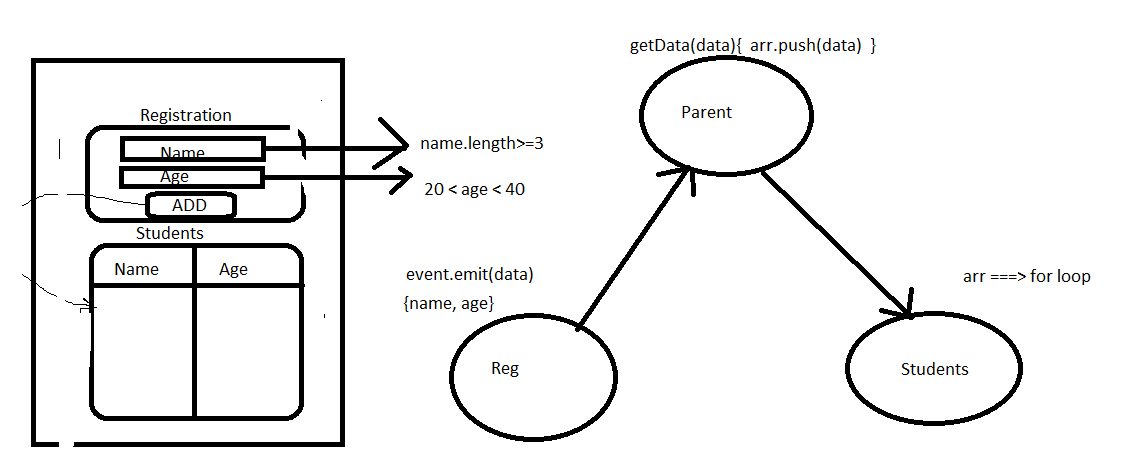 Registration
Name
Age
ADD
Students
Name Age
name.length>=3
20 < age < 40
getData(data){ arr.push(data) }
Parent
event.emit(data)
{name, age}
Reg
arr ===> for loop
Students